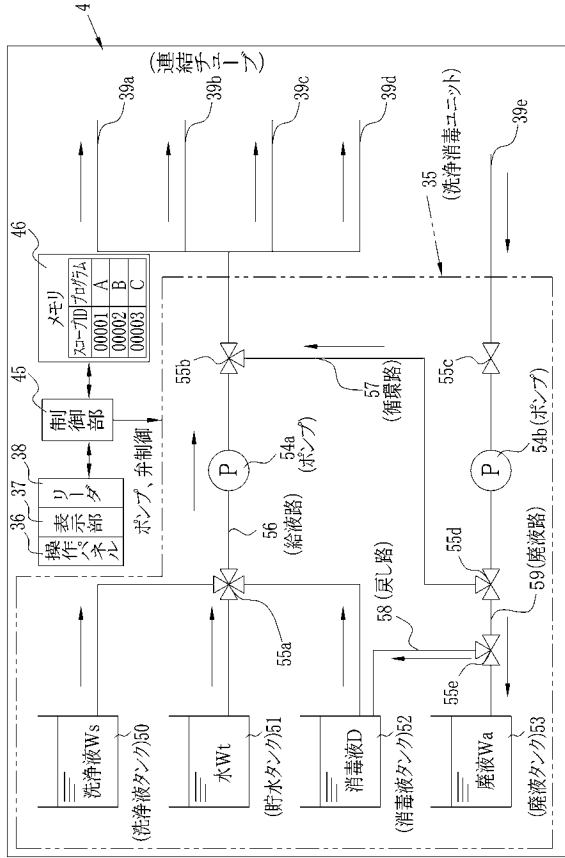 4
(連結チューブ)
39a
39b
39c
39d
39e
35
(洗浄消毒ユニット)
46
メモリ
スコープID プログラム
00001 A
00002 B
00003 C
45
制御部
38
37
36
リーダ
表示部
操作パネル
ポンプ、弁制御
55b
57
(循環路)
55c
P
54a
(ポンプ)
P
54b(ポンプ)
56
(給液路)
55a
55d
58(戻し路)
59(廃液路)
55e
洗浄液Ws
(洗浄液タンク)50
水Wt
51
(貯水タンク)
消毒液D
52
(消毒液タンク)
廃液Wa
53
(廃液タンク)